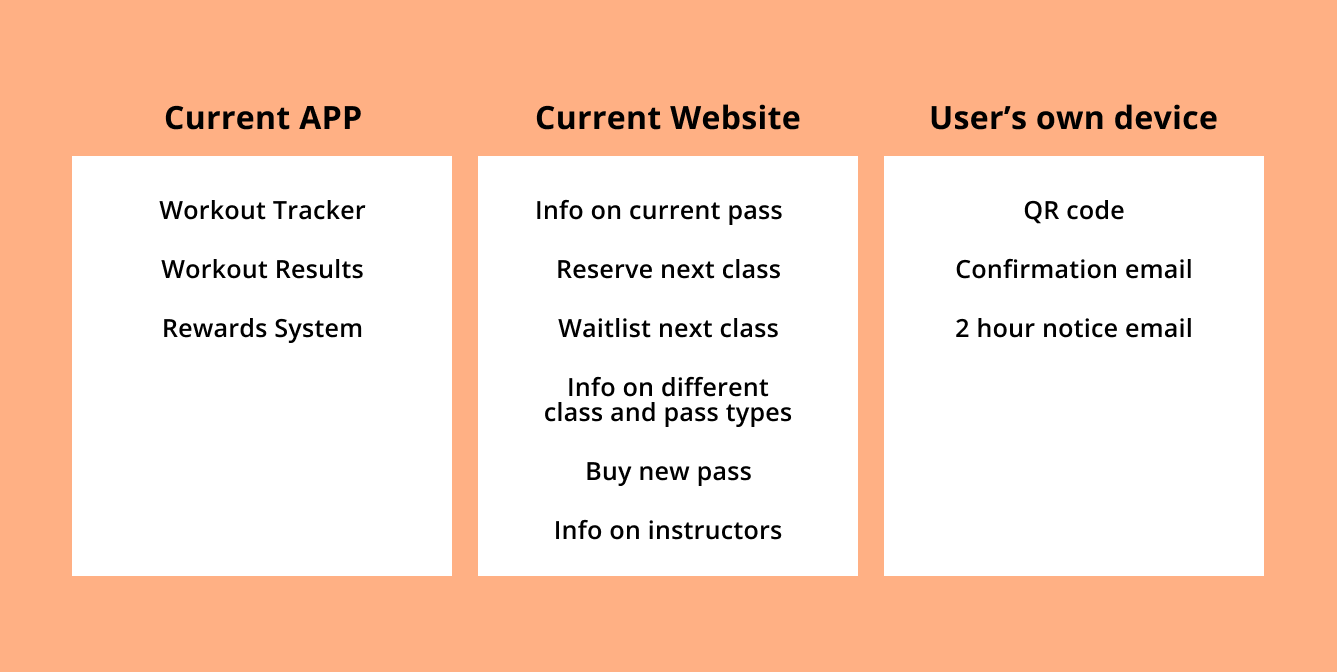 Current APP
Workout Tracker
Workout Results
Rewards System
Current Website
Info on current pass
Reserve next class
Waitlist next class
Info on different
class and pass types
Buy new pass
Info on instructors
User’s own device
QR code
Confirmation email
2 hour notice email